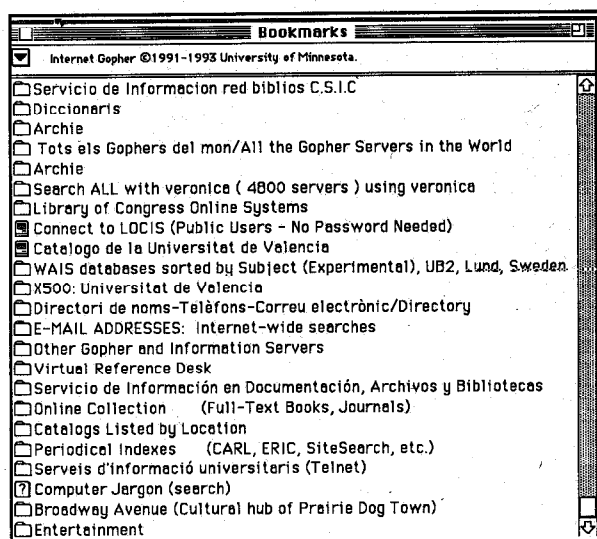 Bookmarks
Internet Gopher ©1991-1993 University of Minnesota.
Servicio de Informacion red biblios C.S.I.C
Diccionaris
Archie
Tots els Gophers del mon/All the Gopher Servers in the World
Archie
Search ALL with veronica ( 4800 servers ) using veronica
Library of Congress Online Systems
Connect to LOCIS (Public Users - No Password Needed)
Catalogo de la Universitat de Valencia
WAIS databases sorted by Subject (Experimental), UB2, Lund, Sweden
X500: Universitat de Valencia
Directori de noms-Telèfons-Correu electrònic/Directory
E-MAIL ADDRESSES: Internet-wide searches
Other Gopher and Information Servers
Virtual Reference Desk
Servicio de Información en Documentación, Archivos y Bibliotecas
Online Collection (Full-Text Books, Journals)
Catalogs Listed by Location
Periodical Indexes (CARL, ERIC, SiteSearch, etc.)
Serveis d'informació universitaris (Telnet)
? Computer Jargon (search)
Broadway Avenue (Cultural hub of Prairie Dog Town)
Entertainment